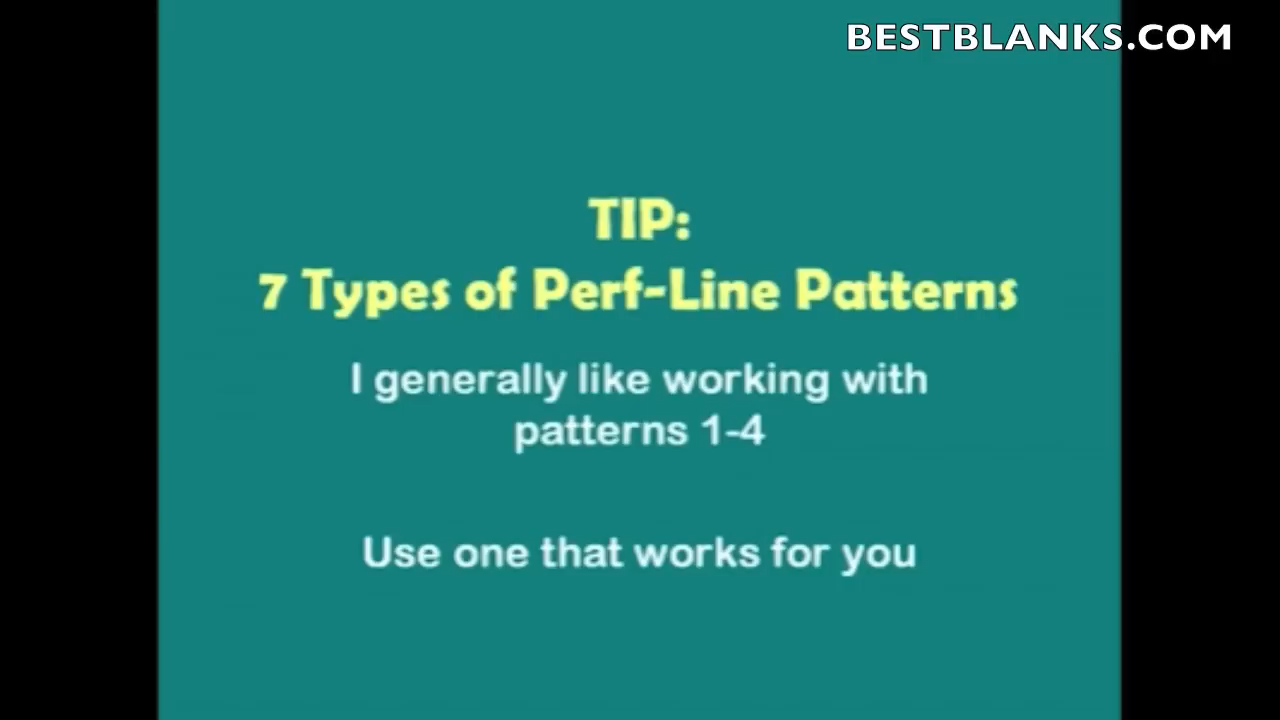 BESTBLANKS.COM
TIP:
7 Types of Perf-Line Patterns
I generally like working with
patterns 1-4
Use one that works for you